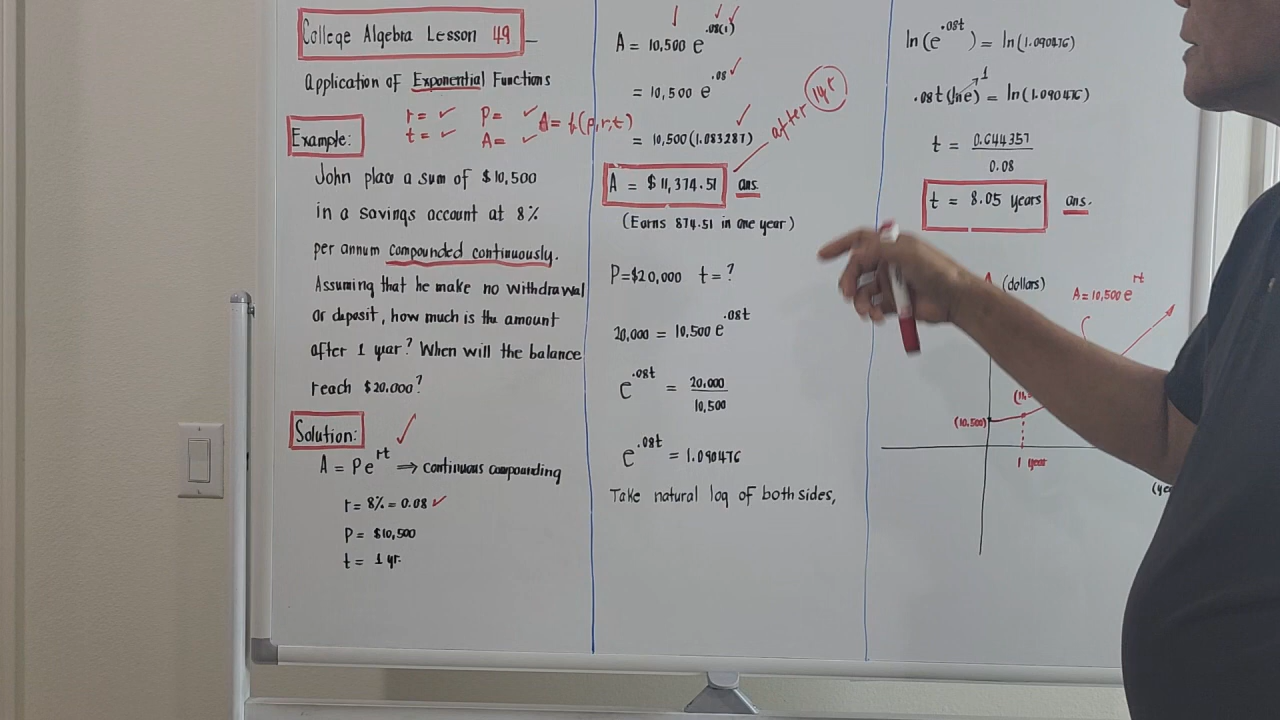 College Algebra Lesson 49
Application of Exponential Functions
r= ✓ P= ✓ A= f(p,r,t)
t= ✓ A= ✓
Example:
John place a sum of $10,500
in a savings account at 8%
per annum compounded continuously.
Assuming that he make no withdrawal
or deposit, how much is the amount
after 1 year? When will the balance
reach $20.000?
Solution: ✓
A = Pe^rt ⟹ continuous compounding
r = 8% = 0.08 ✓
P = $10,500
t = 1 yr.
A = 10,500 e^.08(1)
= 10,500 e^.08 ✓
= 10,500(1.083287)
after 1yr
A = $11,374.51 ans.
(Earns 874.51 in one year)
P=$20,000 t=?
20,000 = 10,500 e^.08t
e^.08t = 20,000/10,500
e^.08t = 1.090476
Take natural log of both sides,
ln(e^.08t) = ln(1.090476)
.08t(lne)^1 = ln(1.090476)
t = 0.644357/0.08
t = 8.05 years ans.
(dollars)
A=10,500 e^rt
(10.500)
1 year